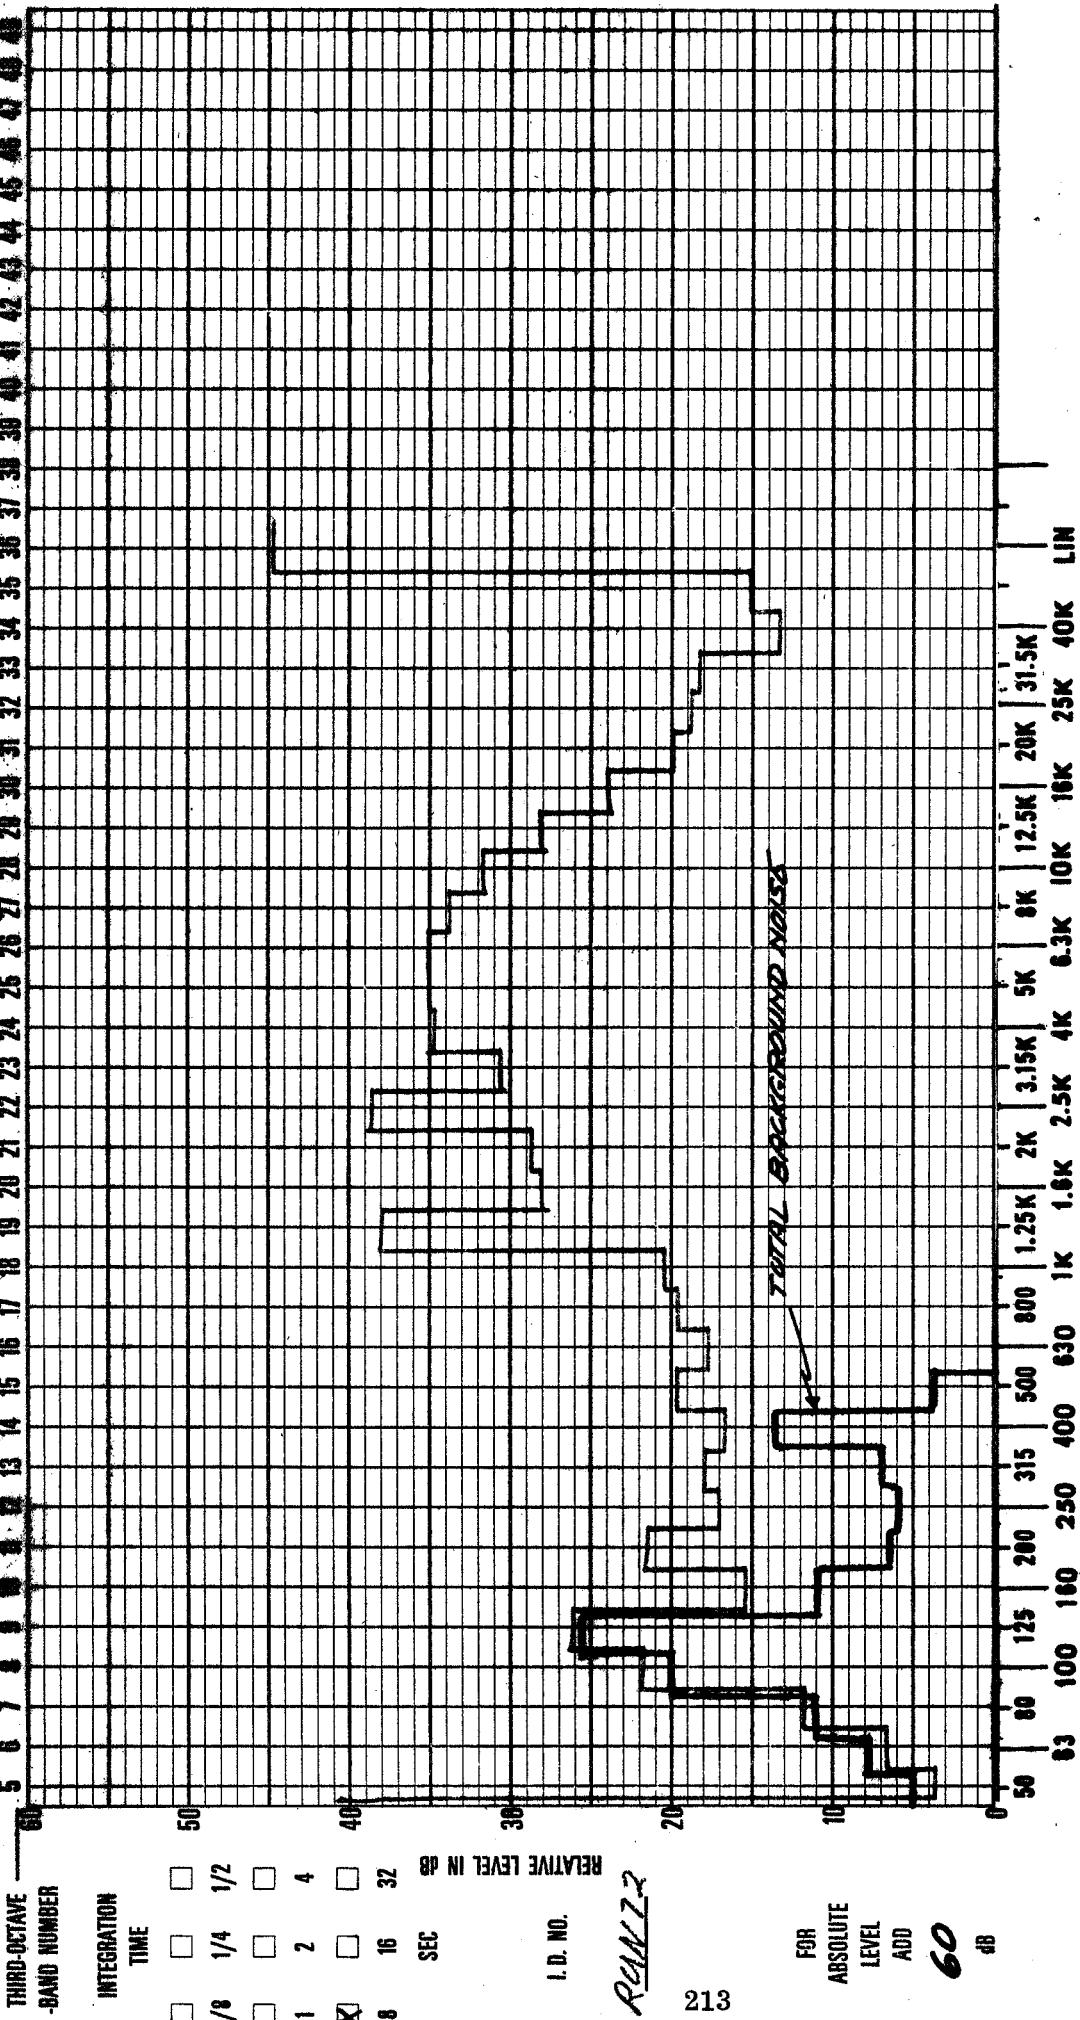 THIRD-OCTAVE
-BAND NUMBER
5 6 7 8 9 10 11 12 13 14 15 16 17 18 19 20 21 22 23 24 25 26 27 28 29 30 31 32 33 34 35 36 37 38 39 40 41 42 43 44 45 46 47 48 49
INTEGRATION
TIME
/8 1/4 1/2
1 2 4
8 16 32
SEC
RELATIVE LEVEL IN dB
60
50
40
30
20
10
0
I. D. NO.
RUN 22
FOR
ABSOLUTE
LEVEL
ADD
60
dB
TOTAL BACKGROUND NOISE
50 80 125 200 315 500 800 1.25K 2K 3.15K 5K 8K 12.5K 20K 31.5K
63 100 160 250 400 630 1K 1.6K 2.5K 4K 6.3K 10K 16K 25K 40K LIN
213